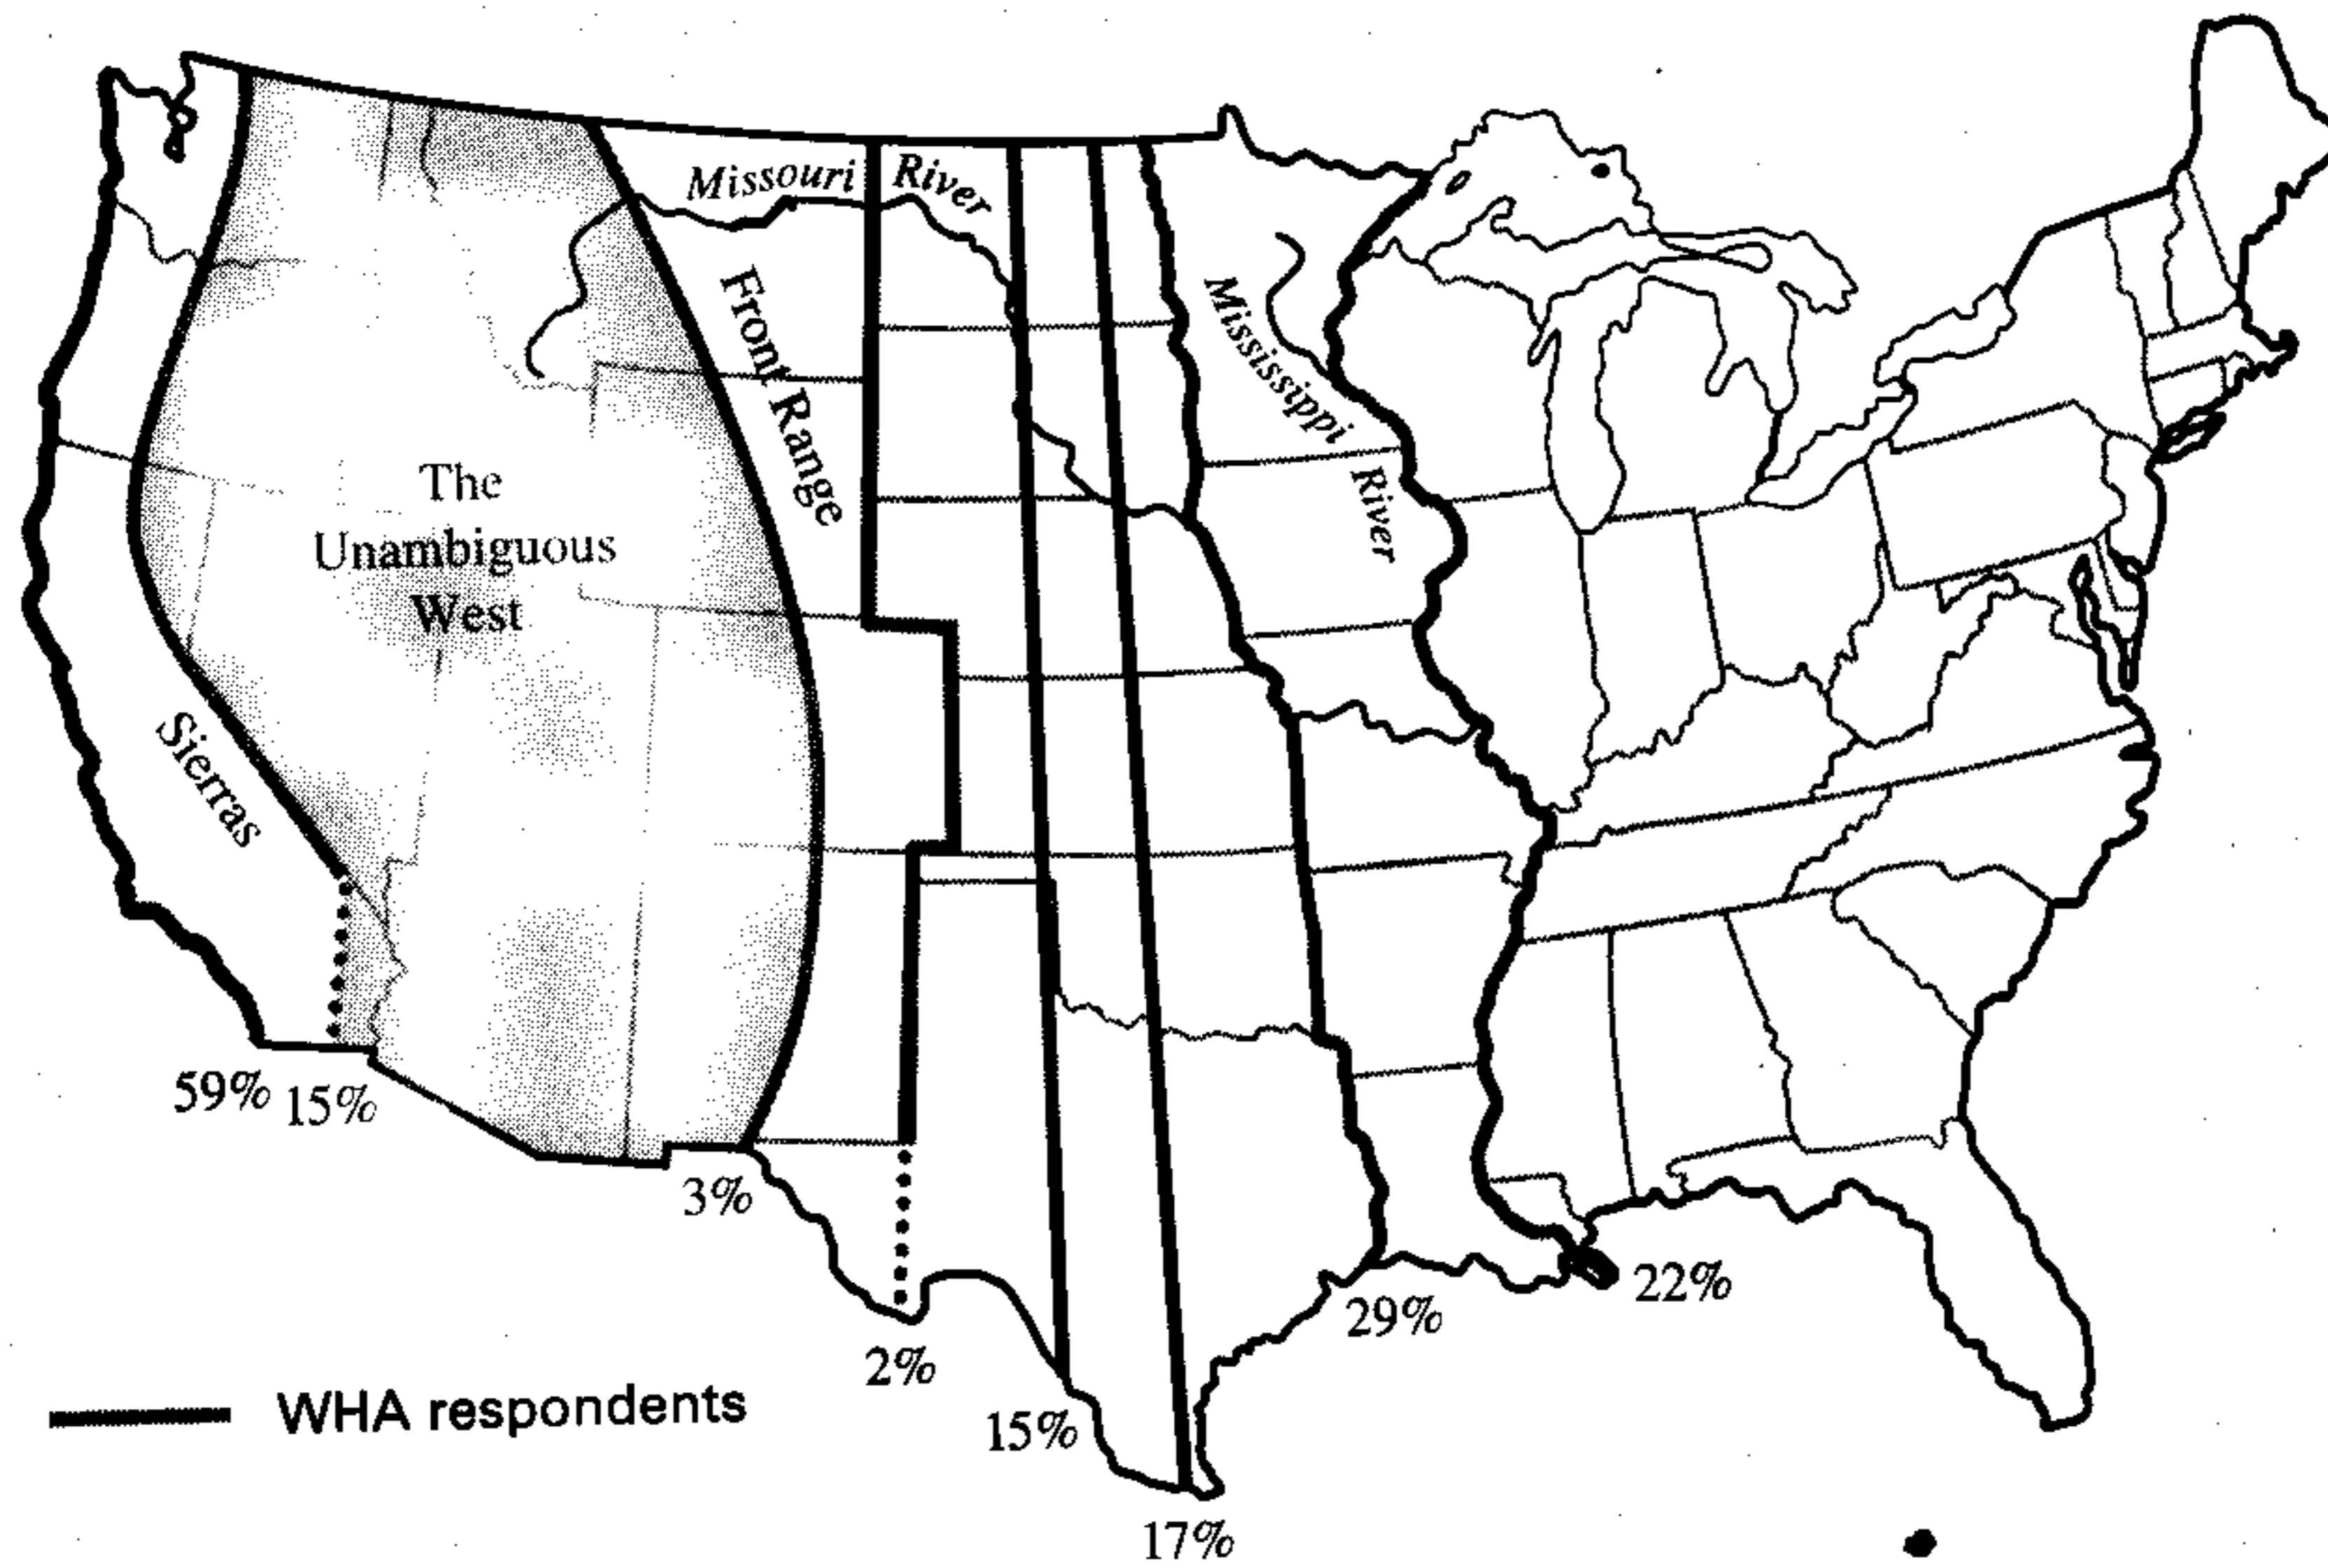 Missouri River
Front Range
Mississippi River
The
Unambiguous
West
Sierras
59% 15%
3%
2%
15%
17%
29%
22%
WHA respondents